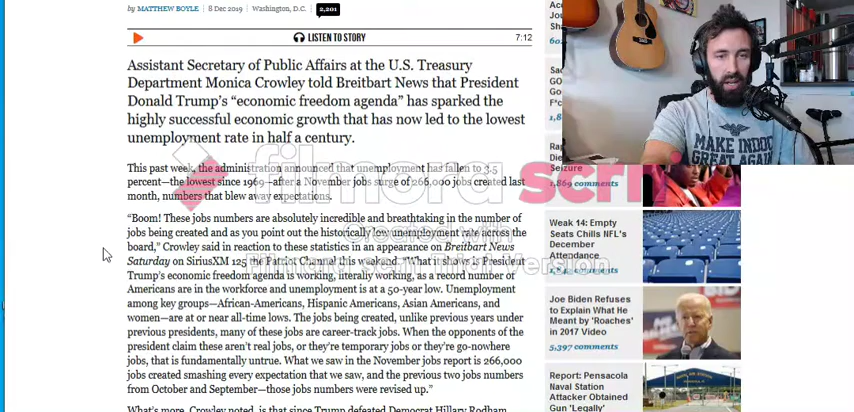 by MATTHEW BOYLE | 8 Dec 2019 | Washington, D.C. | 2,201
LISTEN TO STORY
7:12
Assistant Secretary of Public Affairs at the U.S. Treasury
Department Monica Crowley told Breitbart News that President
Donald Trump's “economic freedom agenda” has sparked the
highly successful economic growth that has now led to the lowest
unemployment rate in half a century.
This past week, the administration announced that unemployment has fallen to 3.5
percent—the lowest since 1969—after a November jobs surge of 266,000 jobs created last
month, numbers that blew away expectations.
“Boom! These jobs numbers are absolutely incredible and breathtaking in the number of
jobs being created and as you point out the historically low unemployment rate across the
board,” Crowley said in reaction to these statistics in an appearance on Breitbart News
Saturday on SiriusXM 125 the Patriot Channel this weekend. “What it shows is President
Trump's economic freedom agenda is working, literally working, as a record number of
Americans are in the workforce and unemployment is at a 50-year low. Unemployment
among key groups—African-Americans, Hispanic Americans, Asian Americans, and
women—are at or near all-time lows. The jobs being created, unlike previous years under
previous presidents, many of these jobs are career-track jobs. When the opponents of the
president claim these aren't real jobs, or they're temporary jobs or they're go-nowhere
jobs, that is fundamentally untrue. What we saw in the November jobs report is 266,000
jobs created smashing every expectation that we saw, and the previous two jobs numbers
from October and September—those jobs numbers were revised up.”
What's more, Crowley noted, is that since Trump defeated Democrat Hillary Rodham
filmora scrn
Created with
Filmora scrn Trial Version
MAKE INDOC
GREAT AGAIN
Jou
Sho
GO
Go
F*c
Seizure
1,869 comments
Weak 14: Empty
Seats Chills NFL's
December
Attendance
comments
Joe Biden Refuses
to Explain What He
Meant by 'Roaches'
in 2017 Video
5,397 comments
Report: Pensacola
Naval Station
Attacker Obtained
Gun 'Legally'